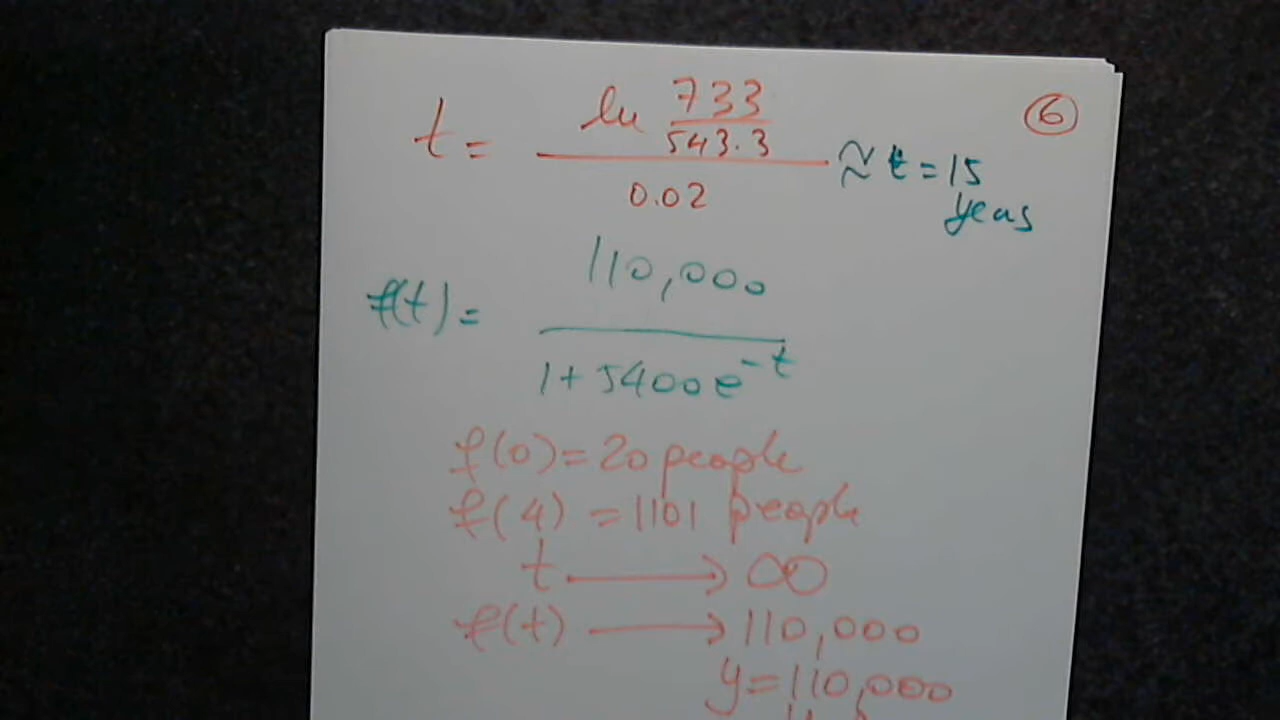 t = ln 733/543.3 / 0.02 ≈ t = 15 years
6
f(t) = 110,000 / 1 + 5400e^-t
f(0) = 20 people
f(4) = 1101 people
t → ∞
f(t) → 110,000
y = 110,000